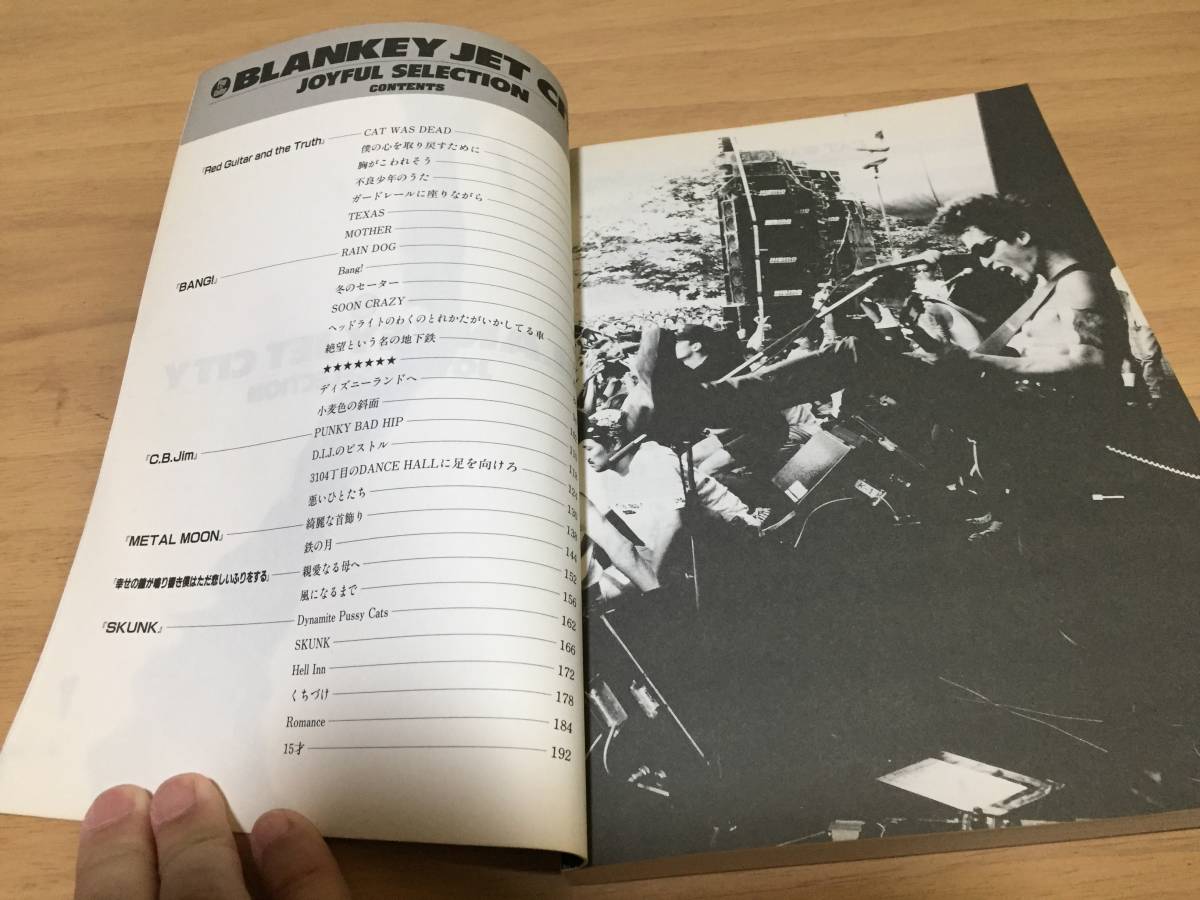 BLANKEY JET
JOYFUL SELECTION
CONTENTS
『Red Guitar and the Truth』 CAT WAS DEAD
僕の心を取り戻すために
胸がこわれそう
不良少年のうた
ガードレールに座りながら
TEXAS
MOTHER
『BANG!』 RAIN DOG
Bang!
冬のセーター
SOON CRAZY
ヘッドライトのわくのとれかたがいかしてる車
絶望という名の地下鉄
★★★★★★★
ディズニーランドへ
小麦色の斜面
『C.B.Jim』 PUNKY BAD HIP
D.I.J.のピストル
3104丁目のDANCE HALLに足を向けろ 118
悪いひとたち 124
『METAL MOON』 綺麗な首飾り 130
鉄の月 138
『幸せの鐘が鳴り響き僕はただ悲しいふりをする』 親愛なる母へ 144
風になるまで 152
『SKUNK』 Dynamite Pussy Cats 156
SKUNK 162
Hell Inn 166
くちづけ 172
Romance 178
15才 184
192